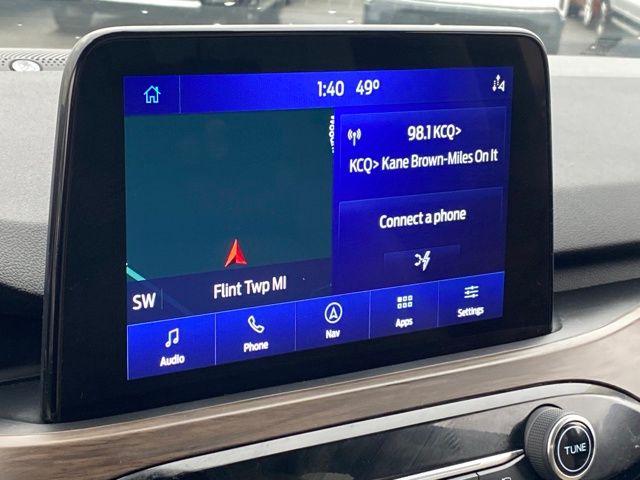 1:40 49°
98.1 KCQ>
KCQ> Kane Brown-Miles On It
Connect a phone
SW
Flint Twp MI
Audio
Phone
Nav
Apps
Settings
TUNE